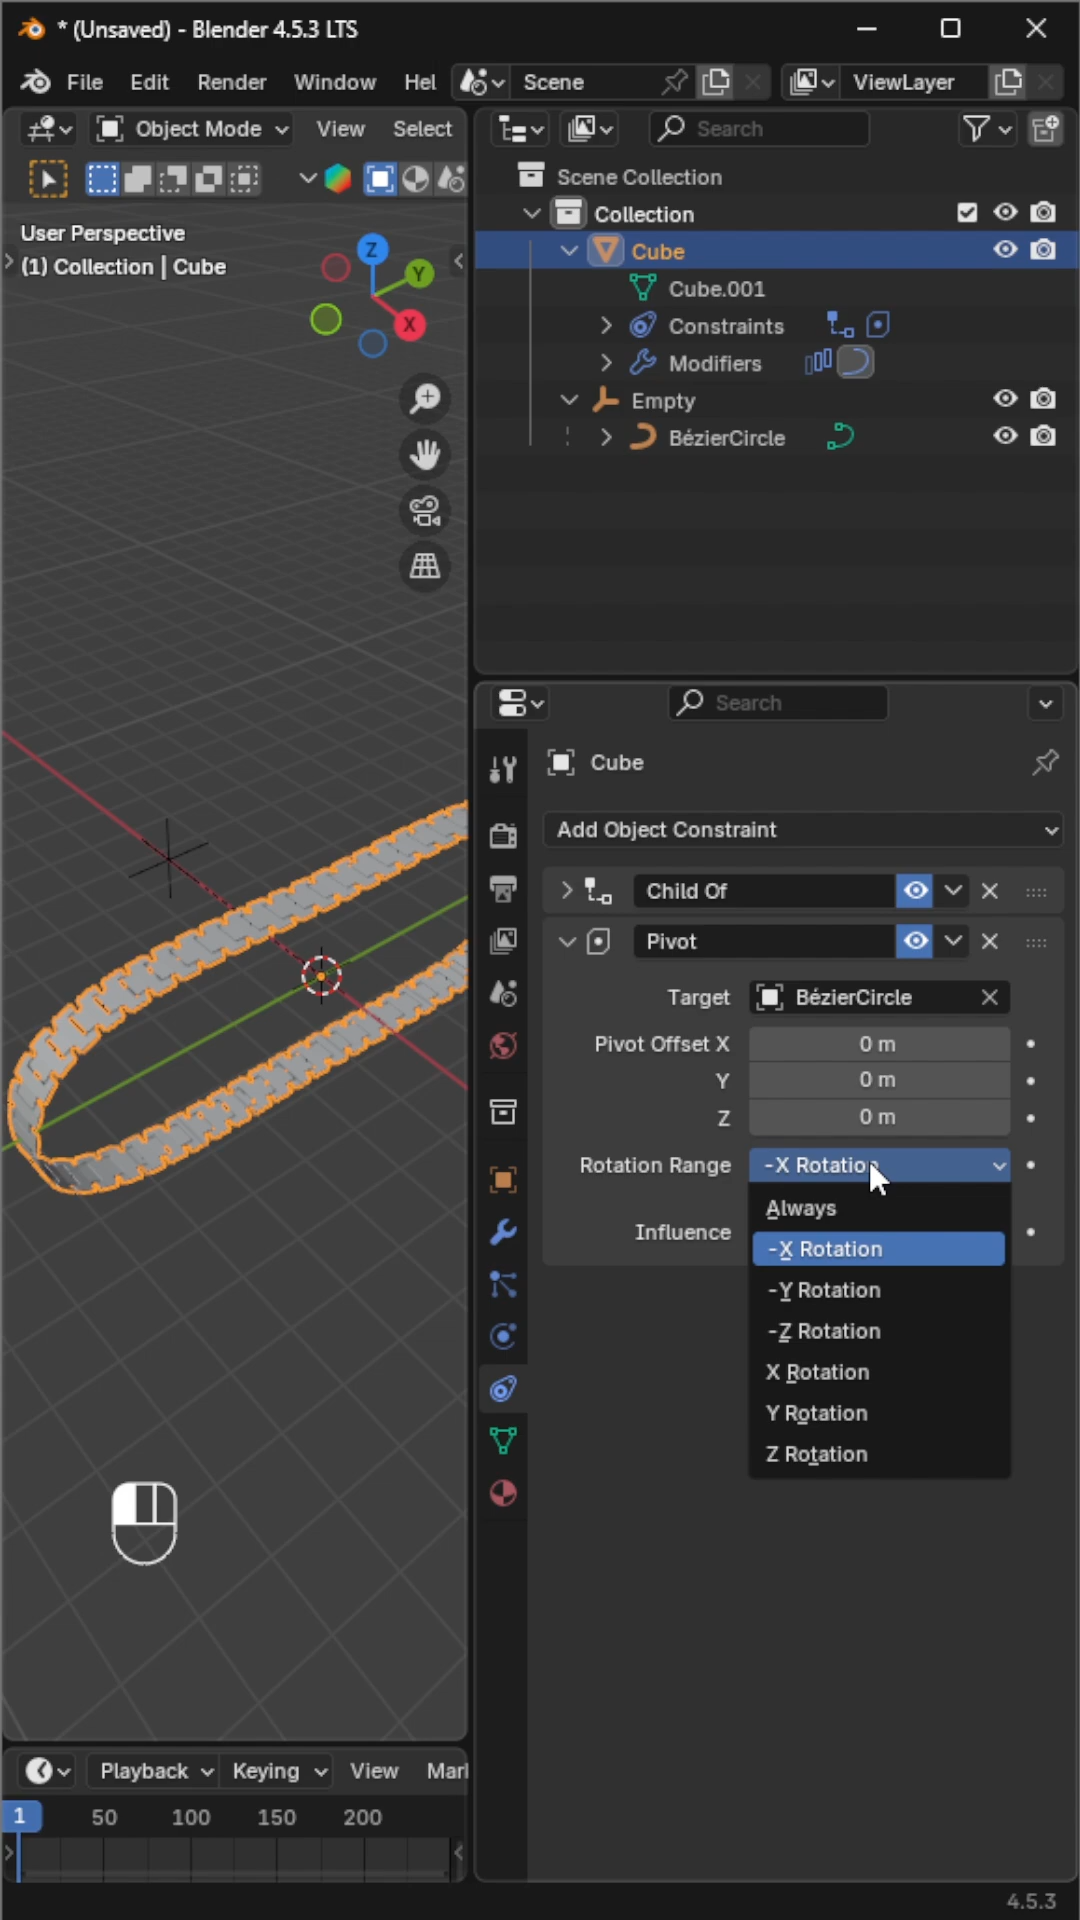 * (Unsaved) - Blender 4.5.3 LTS
File Edit Render Window Hel Scene ViewLayer
Object Mode View Select
Search
User Perspective
(1) Collection | Cube
Z
Y
X
Scene Collection
Collection
Cube
Cube.001
Constraints
Modifiers
Empty
BézierCircle
Search
Cube
Add Object Constraint
Child Of
Pivot
Target BézierCircle
Pivot Offset X 0 m
Y 0 m
Z 0 m
Rotation Range -X Rotation
Always
Influence
-X Rotation
-Y Rotation
-Z Rotation
X Rotation
Y Rotation
Z Rotation
Playback Keying View Marl
1 50 100 150 200
4.5.3